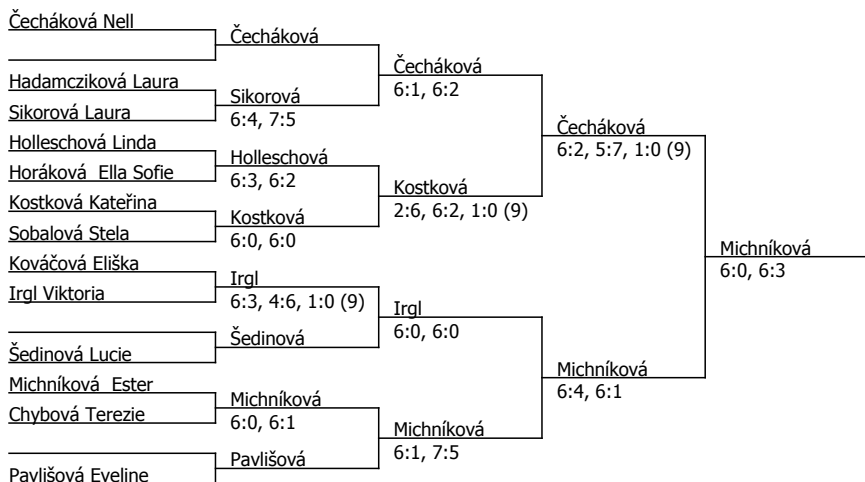 Čecháková Nell
Hadamcziková Laura
Sikorová Laura
Holleschová Linda
Horáková  Ella Sofie
Kostková Kateřina
Sobalová Stela
Kováčová Eliška
Irgl Viktoria
Šedinová Lucie
Michníková  Ester
Chybová Terezie
Pavlišová Eveline
Čecháková
Sikorová
6:4, 7:5
Holleschová
6:3, 6:2
Kostková
6:0, 6:0
Irgl
6:3, 4:6, 1:0 (9)
Šedinová
Michníková
6:0, 6:1
Pavlišová
Čecháková
6:1, 6:2
Kostková
2:6, 6:2, 1:0 (9)
Irgl
6:0, 6:0
Michníková
6:1, 7:5
Čecháková
6:2, 5:7, 1:0 (9)
Michníková
6:4, 6:1
Michníková
6:0, 6:3